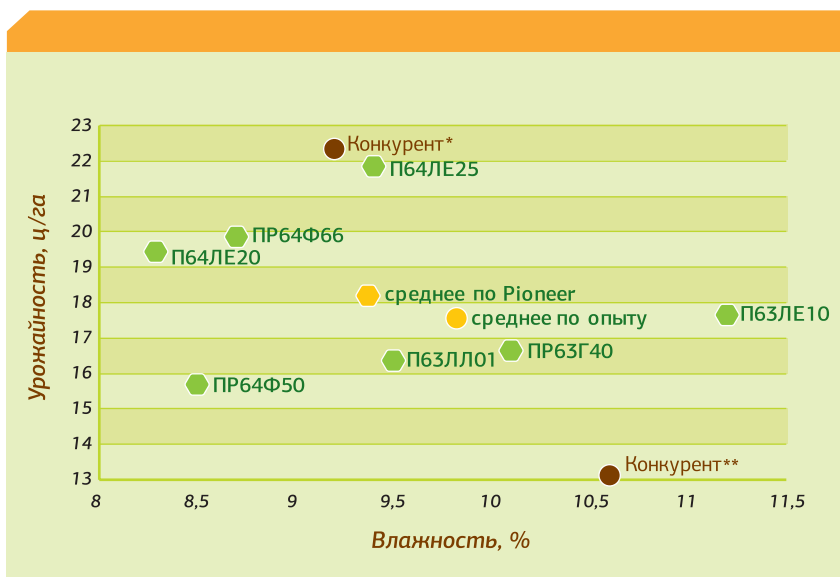 23
Конкурент*
22
П64ЛЕ25
21
20
ПР64Ф66
П64ЛЕ20
19
среднее по Pioneer
18
П63ЛЕ10
среднее по опыту
17
ПР63Г40
П63ЛЛ01
16
ПР64Ф50
15
14
Конкурент**
13
8 8,5 9 9,5 10 10,5 11 11,5
Урожайность, ц/га
Влажность, %